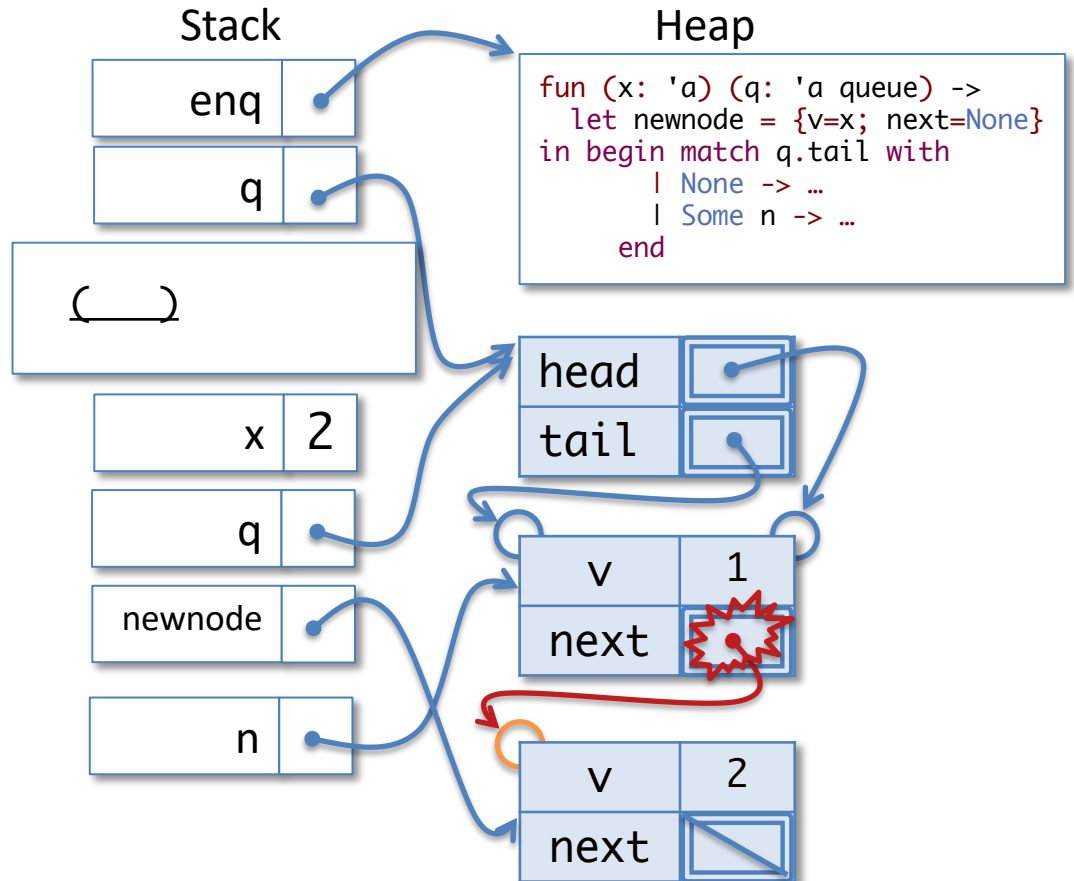 Stack
Heap
enq
fun (x: 'a) (q: 'a queue) ->
let newnode = {v=x; next=None}
in begin match q.tail with
| None -> …
| Some n -> …
end
q
(___)
head
tail
x 2
q
v 1
next
newnode
n
v 2
next